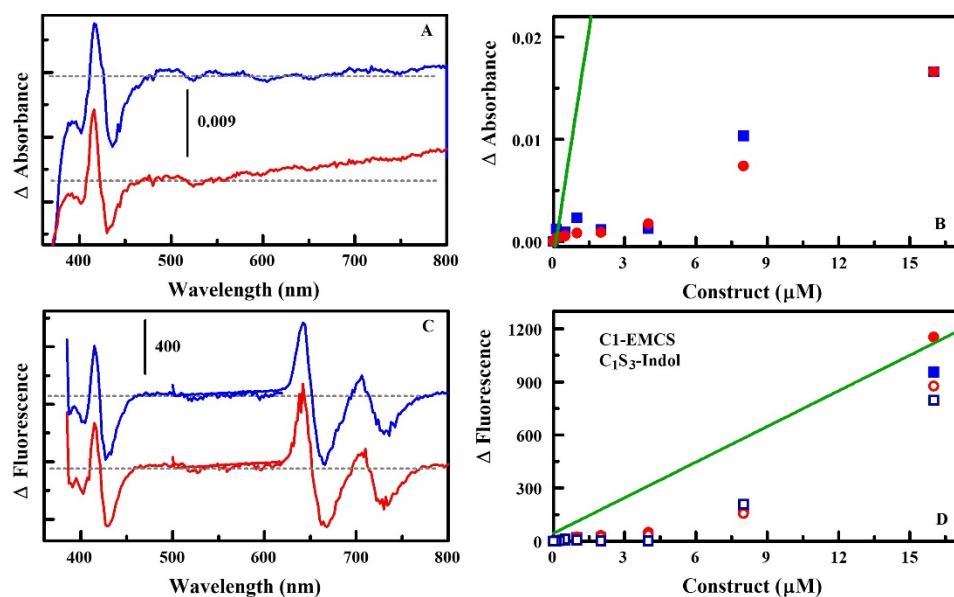 A
Δ Absorbance
0.009
400 500 600 700 800
Wavelength (nm)
0.02
0.01
0.00
Δ Absorbance
B
0 3 6 9 12 15
Construct (µM)
C
Δ Fluorescence
400
400 500 600 700 800
Wavelength (nm)
1200
900
600
300
0
Δ Fluorescence
C1-EMCS
C₁S₃-Indol
D
0 3 6 9 12 15
Construct (µM)